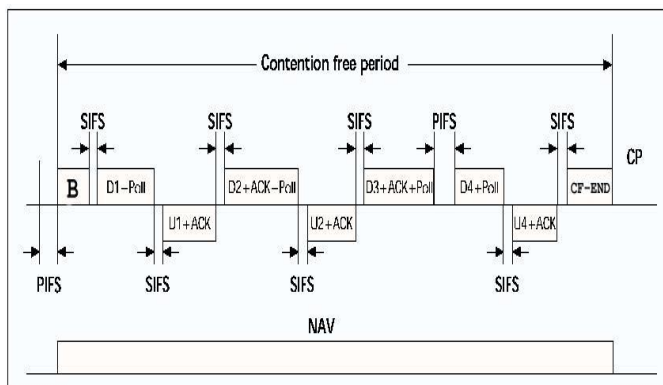 Contention free period
SIFS
SIFS
SIFS
PIFS
SIFS
CP
B
D1-Poll
D2+ACK-Poll
D3+ACK+Poll
D4+Poll
CF-END
U1+ACK
U2+ACK
U4+ACK
PIFS
SIFS
SIFS
SIFS
NAV